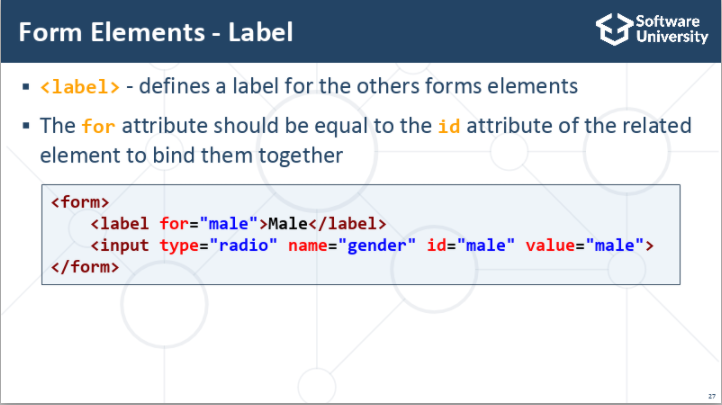 Form Elements - Label
Software
University
▪ <label> - defines a label for the others forms elements
▪ The for attribute should be equal to the id attribute of the related
element to bind them together
<form>
    <label for="male">Male</label>
    <input type="radio" name="gender" id="male" value="male">
</form>
27